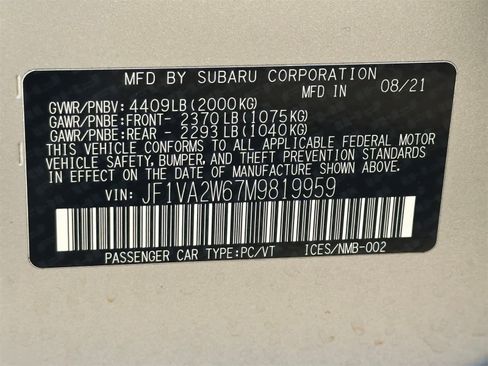 MFD BY SUBARU CORPORATION 08/21
GVWR/PNBV: 4409LB(2000KG)
GAWR/PNBE:FRONT- 2370LB(1075KG)
GAWR/PNBE:REAR - 2293LB(1040KG)
THIS VEHICLE CONFORMS TO ALL APPLICABLE FEDERAL MOTOR
VEHICLE SAFETY, BUMPER, AND THEFT PREVENTION STANDARDS
IN EFFECT ON THE DATE OF MANUFACTURE SHOWN ABOVE.
VIN: JF1VA2W67M9819959
PASSENGER CAR TYPE:PC/VT ICES/NMB-002